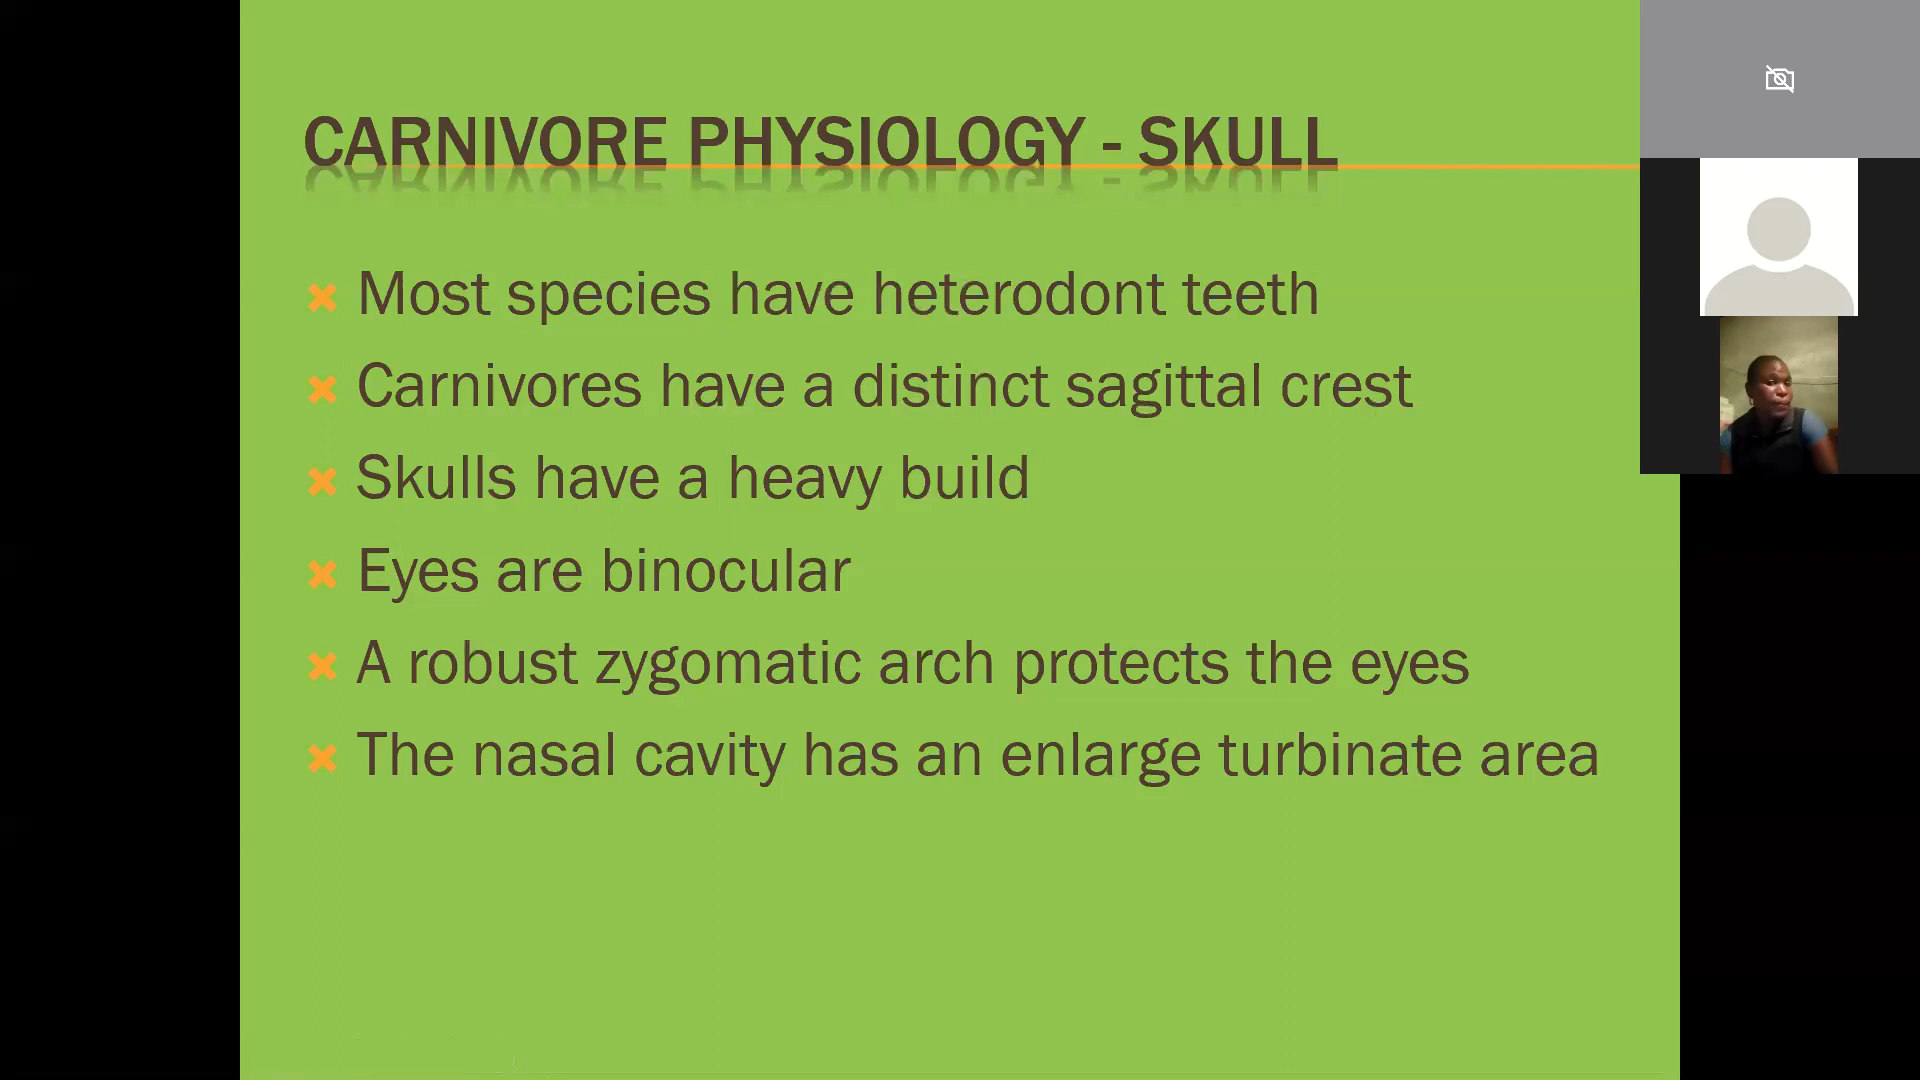 CARNIVORE PHYSIOLOGY - SKULL
Most species have heterodont teeth
Carnivores have a distinct sagittal crest
Skulls have a heavy build
Eyes are binocular
A robust zygomatic arch protects the eyes
The nasal cavity has an enlarge turbinate area